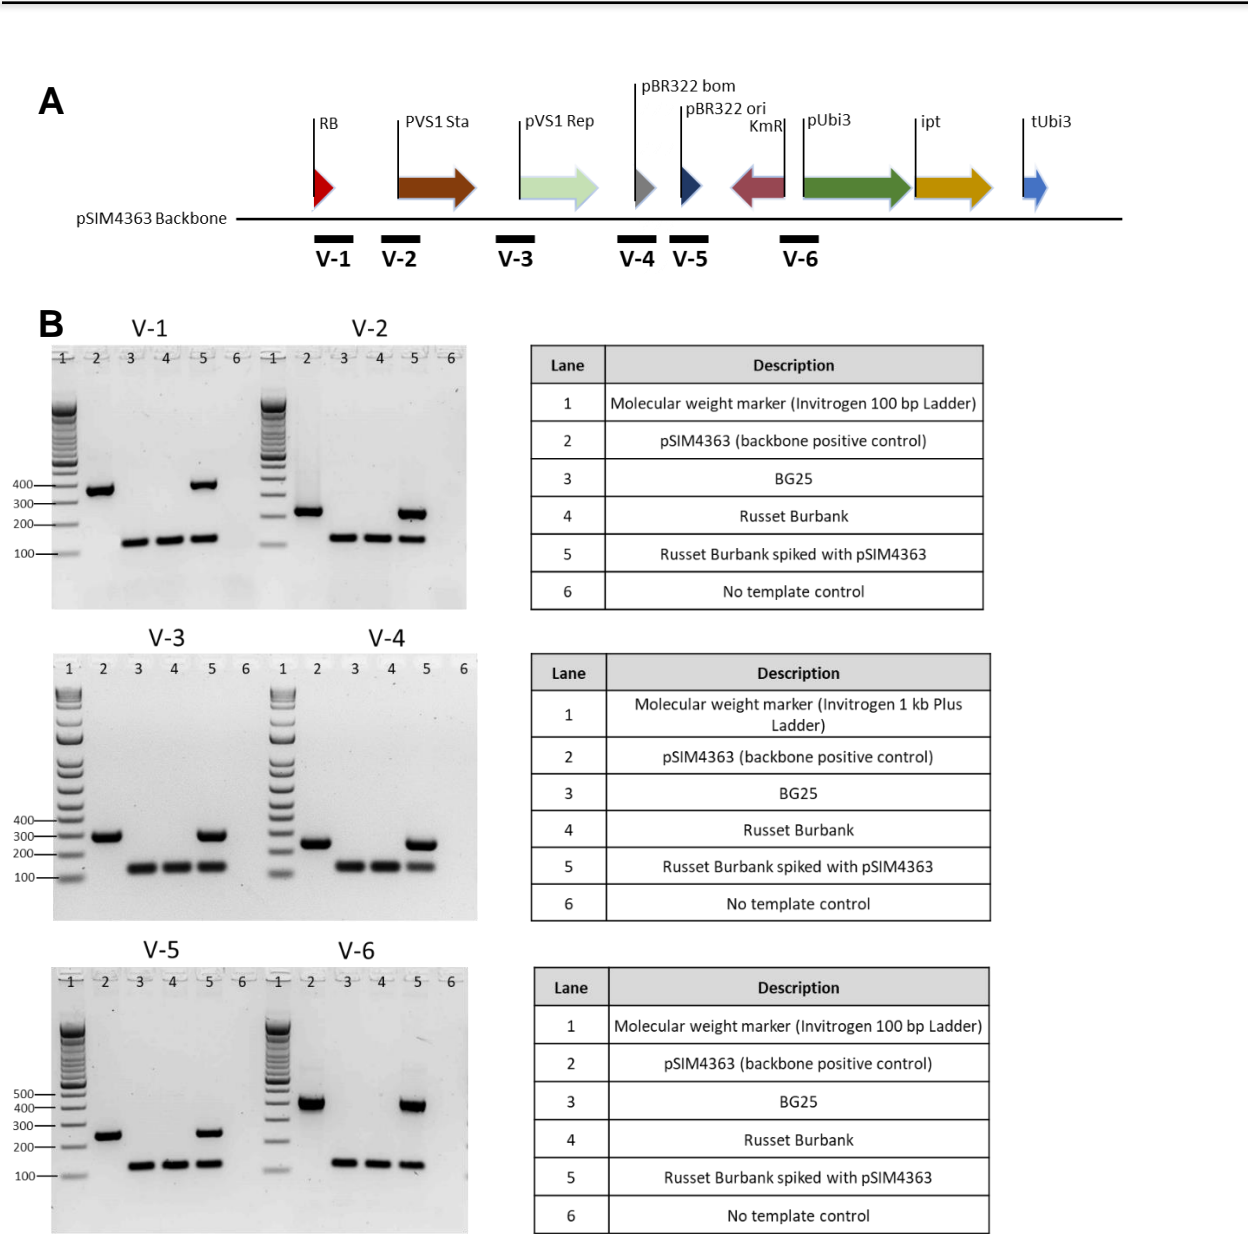 A
pBR322 bom
pBR322 ori
RB
PVS1 Sta
pVS1 Rep
KmR
pUbi3
ipt
tUbi3
pSIM4363 Backbone
V-1
V-2
V-3
V-4
V-5
V-6
B
V-1
V-2
1 2 3 4 5 6 1 2 3 4 5 6
400
300
200
100
Lane Description
1 Molecular weight marker (Invitrogen 100 bp Ladder)
2 pSIM4363 (backbone positive control)
3 BG25
4 Russet Burbank
5 Russet Burbank spiked with pSIM4363
6 No template control
V-3
V-4
1 2 3 4 5 6 1 2 3 4 5 6
400
300
200
100
Lane Description
1 Molecular weight marker (Invitrogen 1 kb Plus
Ladder)
2 pSIM4363 (backbone positive control)
3 BG25
4 Russet Burbank
5 Russet Burbank spiked with pSIM4363
6 No template control
V-5
V-6
1 2 3 4 5 6 1 2 3 4 5 6
500
400
300
200
100
Lane Description
1 Molecular weight marker (Invitrogen 100 bp Ladder)
2 pSIM4363 (backbone positive control)
3 BG25
4 Russet Burbank
5 Russet Burbank spiked with pSIM4363
6 No template control